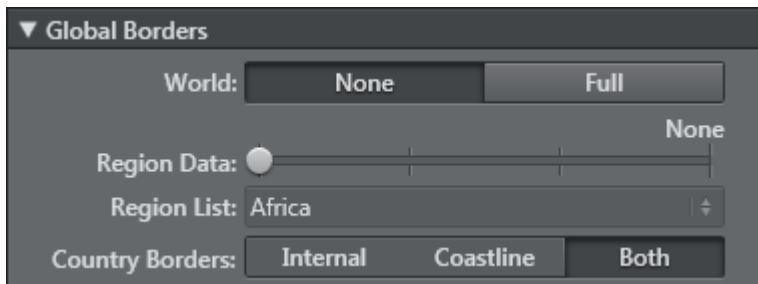 Global Borders
World: None Full
None
Region Data:
Region List: Africa
Country Borders: Internal Coastline Both